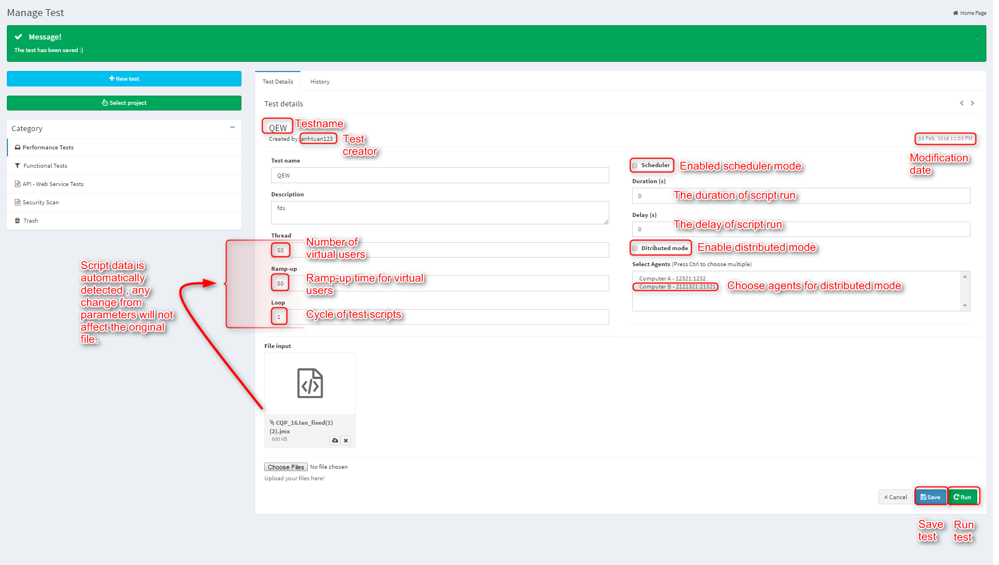 Manage Test
Home Page
Message!
×
The test has been saved :)
New test
Select project
Category
Performance Tests
Functional Tests
API - Web Service Tests
Security Scan
Trash
Test Details
History
Test details
QEW
Testname
Created by: anhtuan123
Test
creator
15 Feb. 2016 11:03 PM
Modification
date
Test name
QEW
Description
fds
Thread
50
Number of
virtual users
Ramp-up
50
Ramp-up time for virtual
users
Loop
1
Cycle of test scripts
Scheduler
Enabled scheduler mode
Duration (s)
0
The duration of script run
Delay (s)
0
The delay of script run
Ditributed mode
Enable distributed mode
Select Agents (Press Ctrl to choose multiple)
Computer A - 12321:1232
Computer B - 2121321:21321
Choose agents for distributed mode
Script data is
automatically
detected , any
change from
parameters will not
affect the original
file.
File input
CQP_16Jan_fixed(1)
(2).jmx
600 kB
Choose Files No file chosen
Upload your files here!
« Cancel
Save
Run
Save
test
Run
test